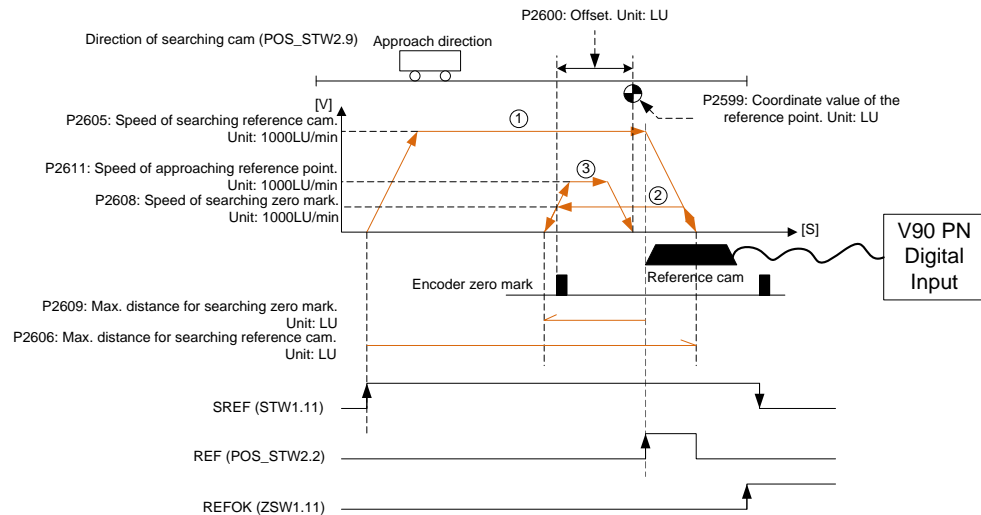 P2600: Offset. Unit: LU
Direction of searching cam (POS_STW2.9)
Approach direction
[V]
P2599: Coordinate value of the
reference point. Unit: LU
P2605: Speed of searching reference cam.
Unit: 1000LU/min
1
P2611: Speed of approaching reference point.
Unit: 1000LU/min
3
P2608: Speed of searching zero mark.
Unit: 1000LU/min
2
[S]
V90 PN
Digital
Input
Encoder zero mark
Reference cam
P2609: Max. distance for searching zero mark.
Unit: LU
P2606: Max. distance for searching reference cam.
Unit: LU
SREF (STW1.11)
REF (POS_STW2.2)
REFOK (ZSW1.11)